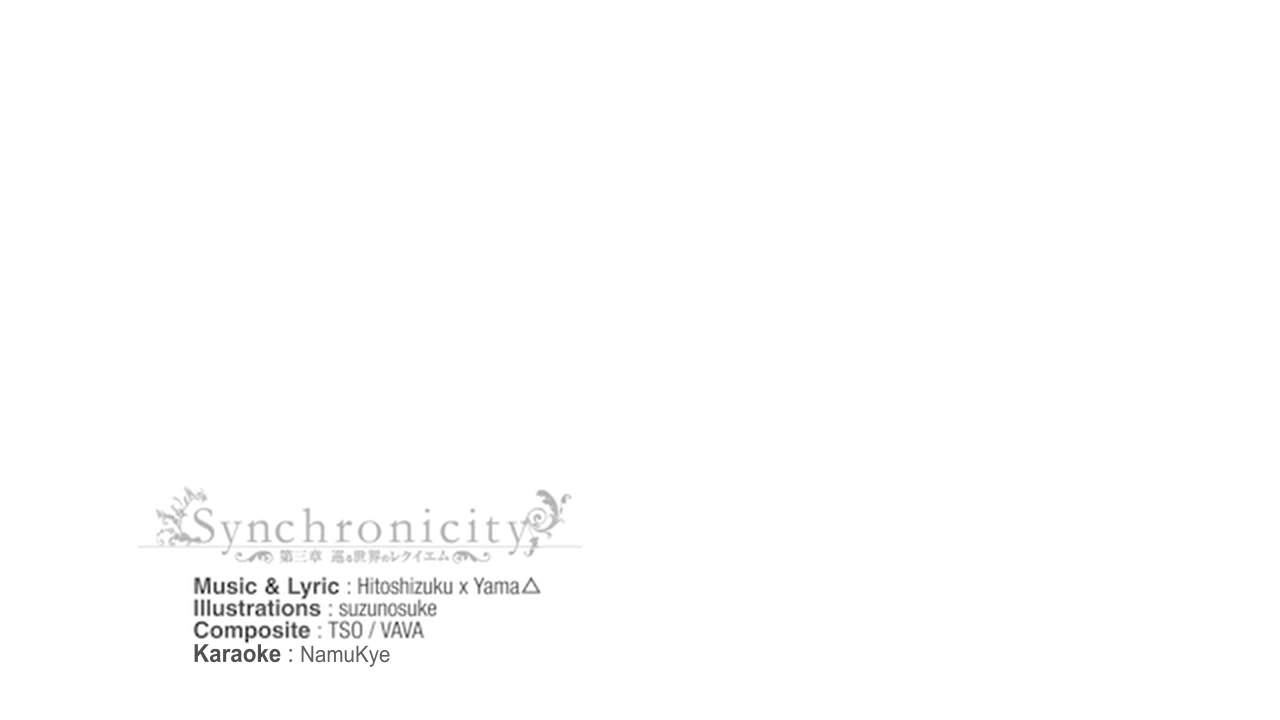 Synchronicity
第三章 巡る世界のレクイエム
Music & Lyric : Hitoshizuku x Yama△
Illustrations : suzunosuke
Composite : TSO / VAVA
Karaoke : NamuKye